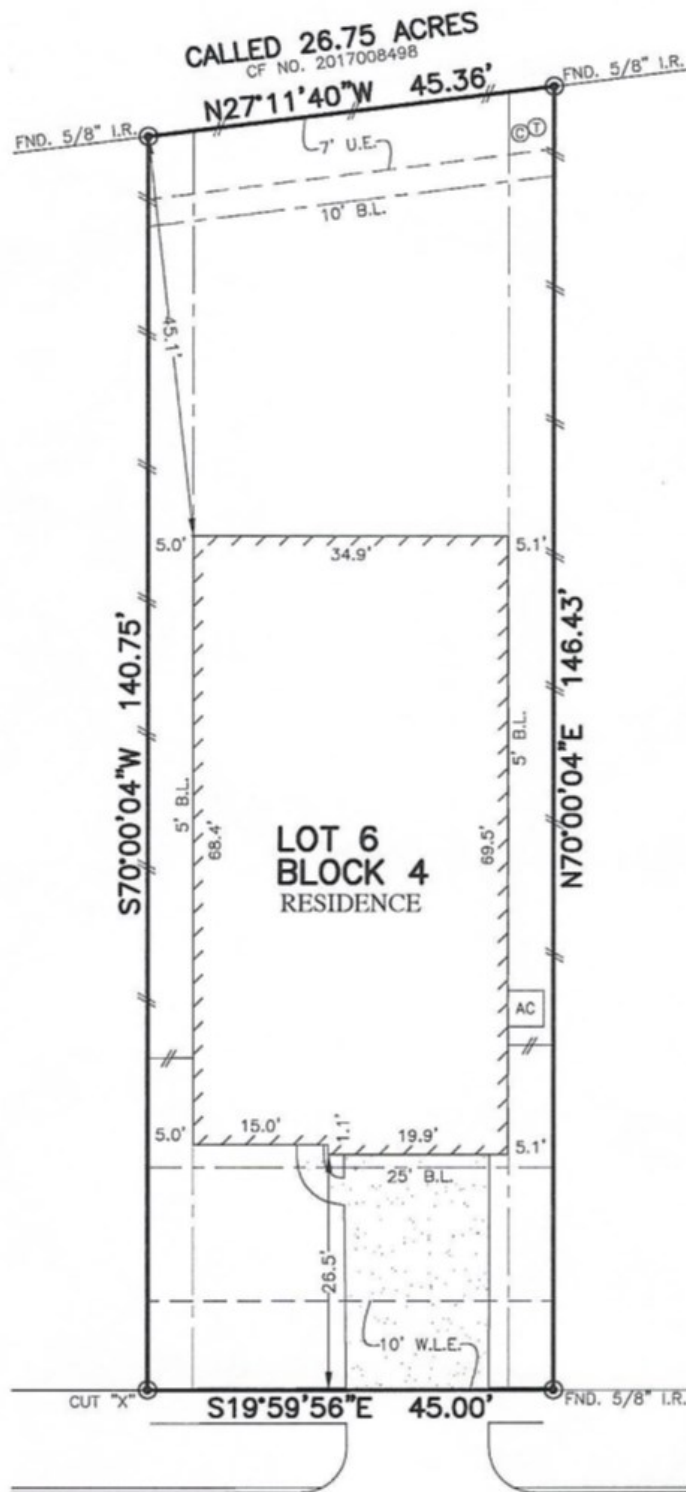 CALLED 26.75 ACRES
CF NO. 2017008498
N27°11'40"W 45.36'
FND. 5/8" I.R.
FND. 5/8" I.R.
C T
7' U.E.
10' B.L.
45.1'
5.0'
34.9'
5.1'
S70°00'04"W 140.75'
N70°00'04"E 146.43'
5' B.L.
5' B.L.
68.4'
69.5'
LOT 6
BLOCK 4
RESIDENCE
AC
15.0'
1.1'
19.9'
5.0'
5.1'
25' B.L.
26.5'
10' W.L.E.
CUT "X"
S19°59'56"E 45.00'
FND. 5/8" I.R.